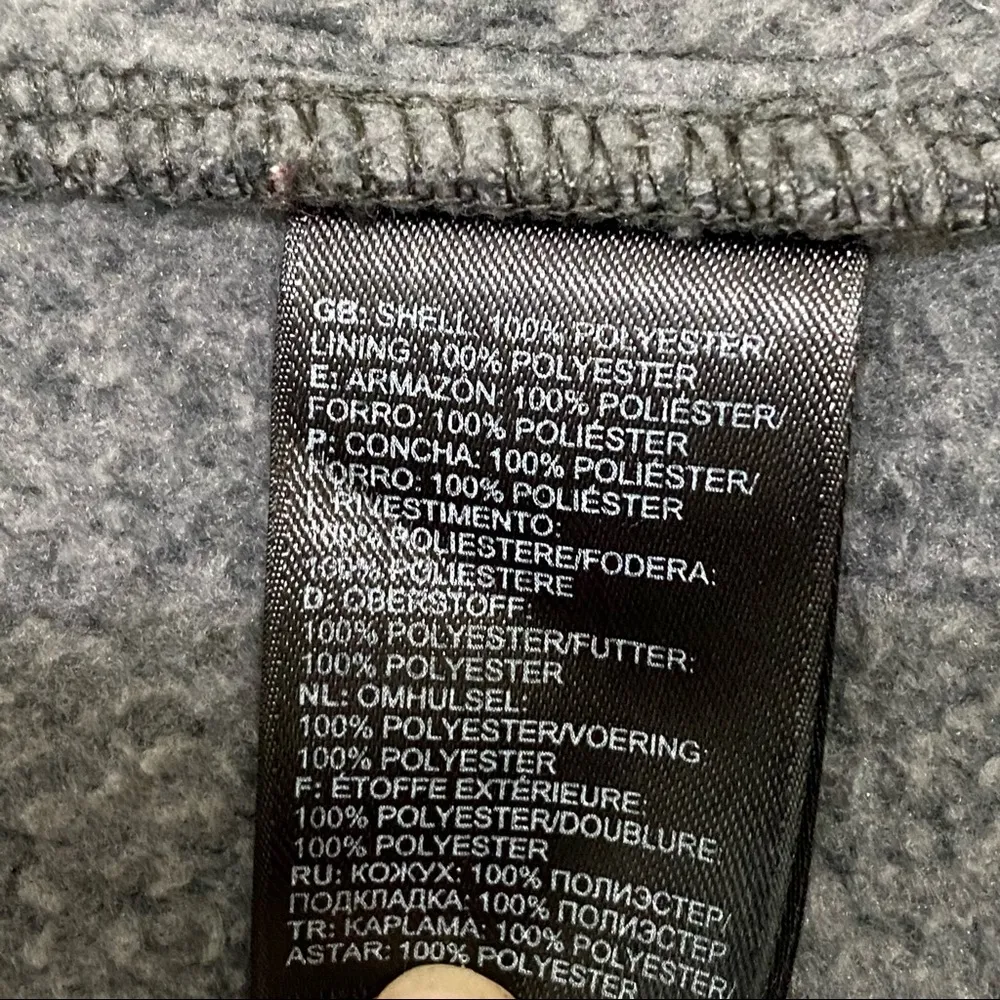 GB: SHELL: 100% POLYESTER/
LINING: 100% POLYESTER
E: ARMAZÓN: 100% POLIÉSTER/
FORRO: 100% POLIÉSTER
P: CONCHA: 100% POLIÉSTER/
FORRO: 100% POLIÉSTER
I: RIVESTIMENTO:
100% POLIESTERE/FODERA:
100% POLIESTERE
D: OBERSTOFF:
100% POLYESTER/FUTTER:
100% POLYESTER
NL: OMHULSEL:
100% POLYESTER/VOERING:
100% POLYESTER
F: ÉTOFFE EXTÉRIEURE:
100% POLYESTER/DOUBLURE:
100% POLYESTER
RU: КОЖУХ: 100% ПОЛИЭСТЕР/
ПОДКЛАДКА: 100% ПОЛИЭСТЕР
TR: KAPLAMA: 100% POLYESTER/
ASTAR: 100% POLYESTER